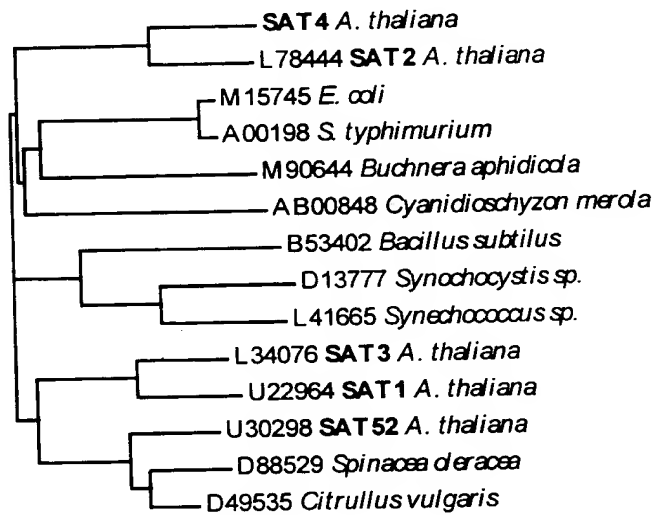 SAT4 A. thaliana
L78444 SAT2 A. thaliana
M15745 E. coli
A00198 S. typhimurium
M90644 Buchnera aphidicola
AB00848 Cyanidioschyzon merola
B53402 Bacillus subtilus
D13777 Synochocystis sp.
L41665 Synechococcus sp.
L34076 SAT3 A. thaliana
U22964 SAT1 A. thaliana
U30298 SAT52 A. thaliana
D88529 Spinacea oleracea
D49535 Citrullus vulgaris